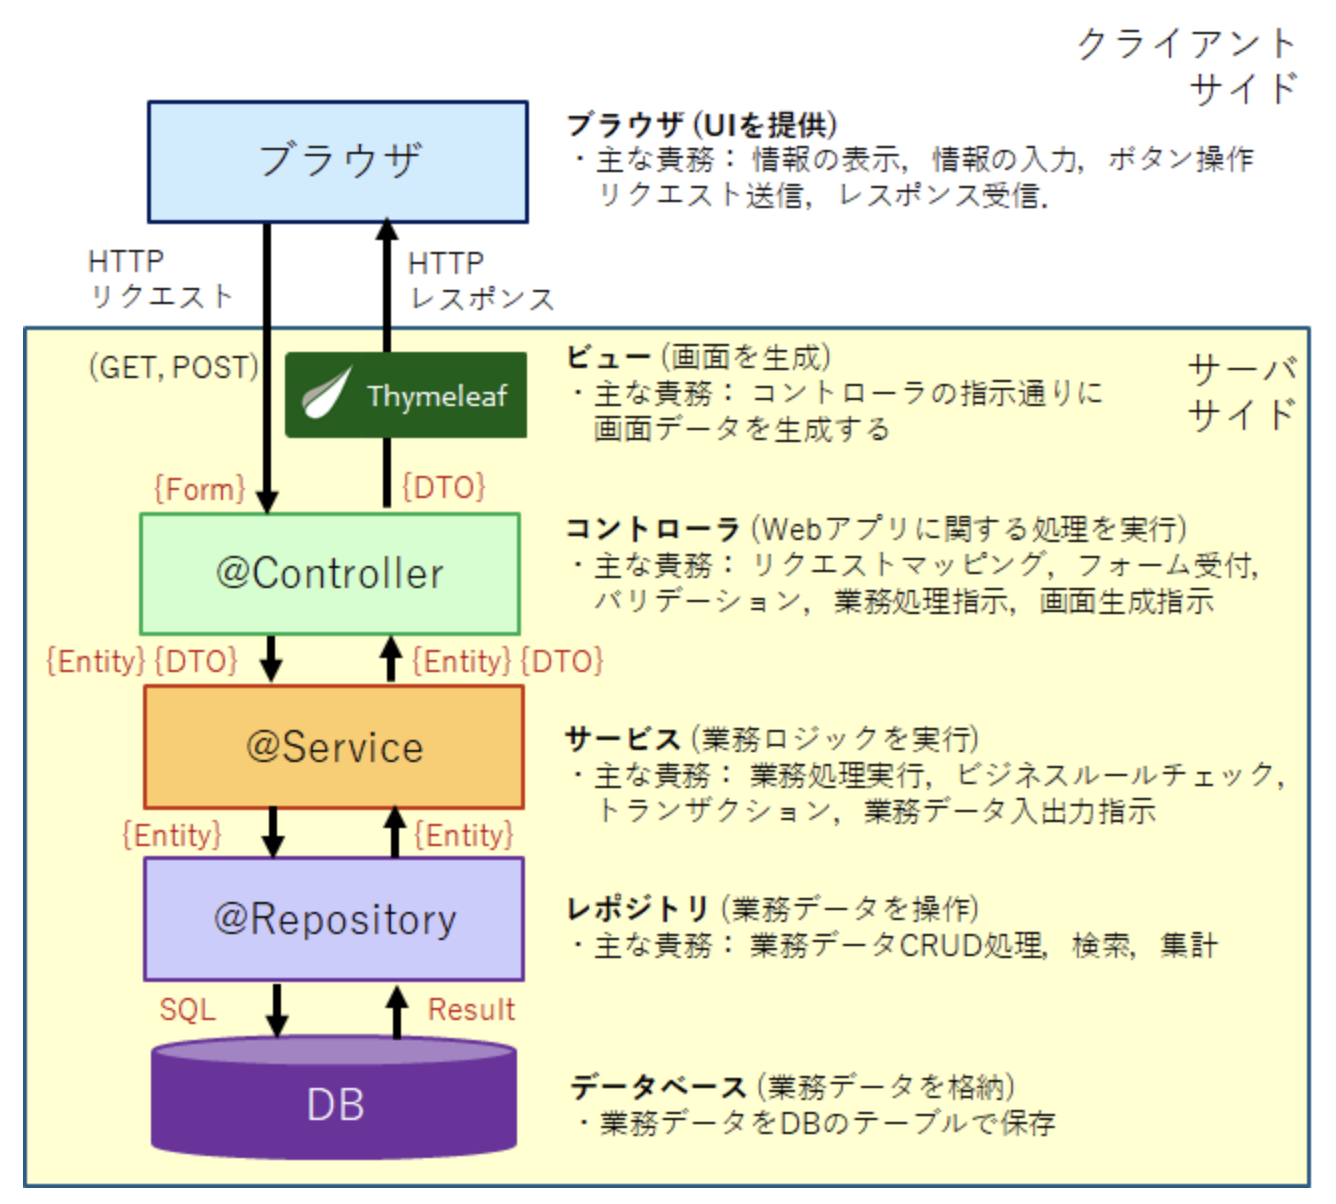 クライアント
サイド
ブラウザ
ブラウザ (UIを提供)
・主な責務： 情報の表示，情報の入力，ボタン操作
リクエスト送信，レスポンス受信．
HTTP
リクエスト
HTTP
レスポンス
(GET, POST)
Thymeleaf
ビュー (画面を生成)
・主な責務： コントローラの指示通りに
画面データを生成する
サーバ
サイド
{Form}
{DTO}
@Controller
コントローラ (Webアプリに関する処理を実行)
・主な責務： リクエストマッピング，フォーム受付，
バリデーション，業務処理指示，画面生成指示
{Entity} {DTO}
{Entity} {DTO}
@Service
サービス (業務ロジックを実行)
・主な責務： 業務処理実行，ビジネスルールチェック，
トランザクション，業務データ入出力指示
{Entity}
{Entity}
@Repository
レポジトリ (業務データを操作)
・主な責務： 業務データCRUD処理，検索，集計
SQL
Result
DB
データベース (業務データを格納)
・業務データをDBのテーブルで保存